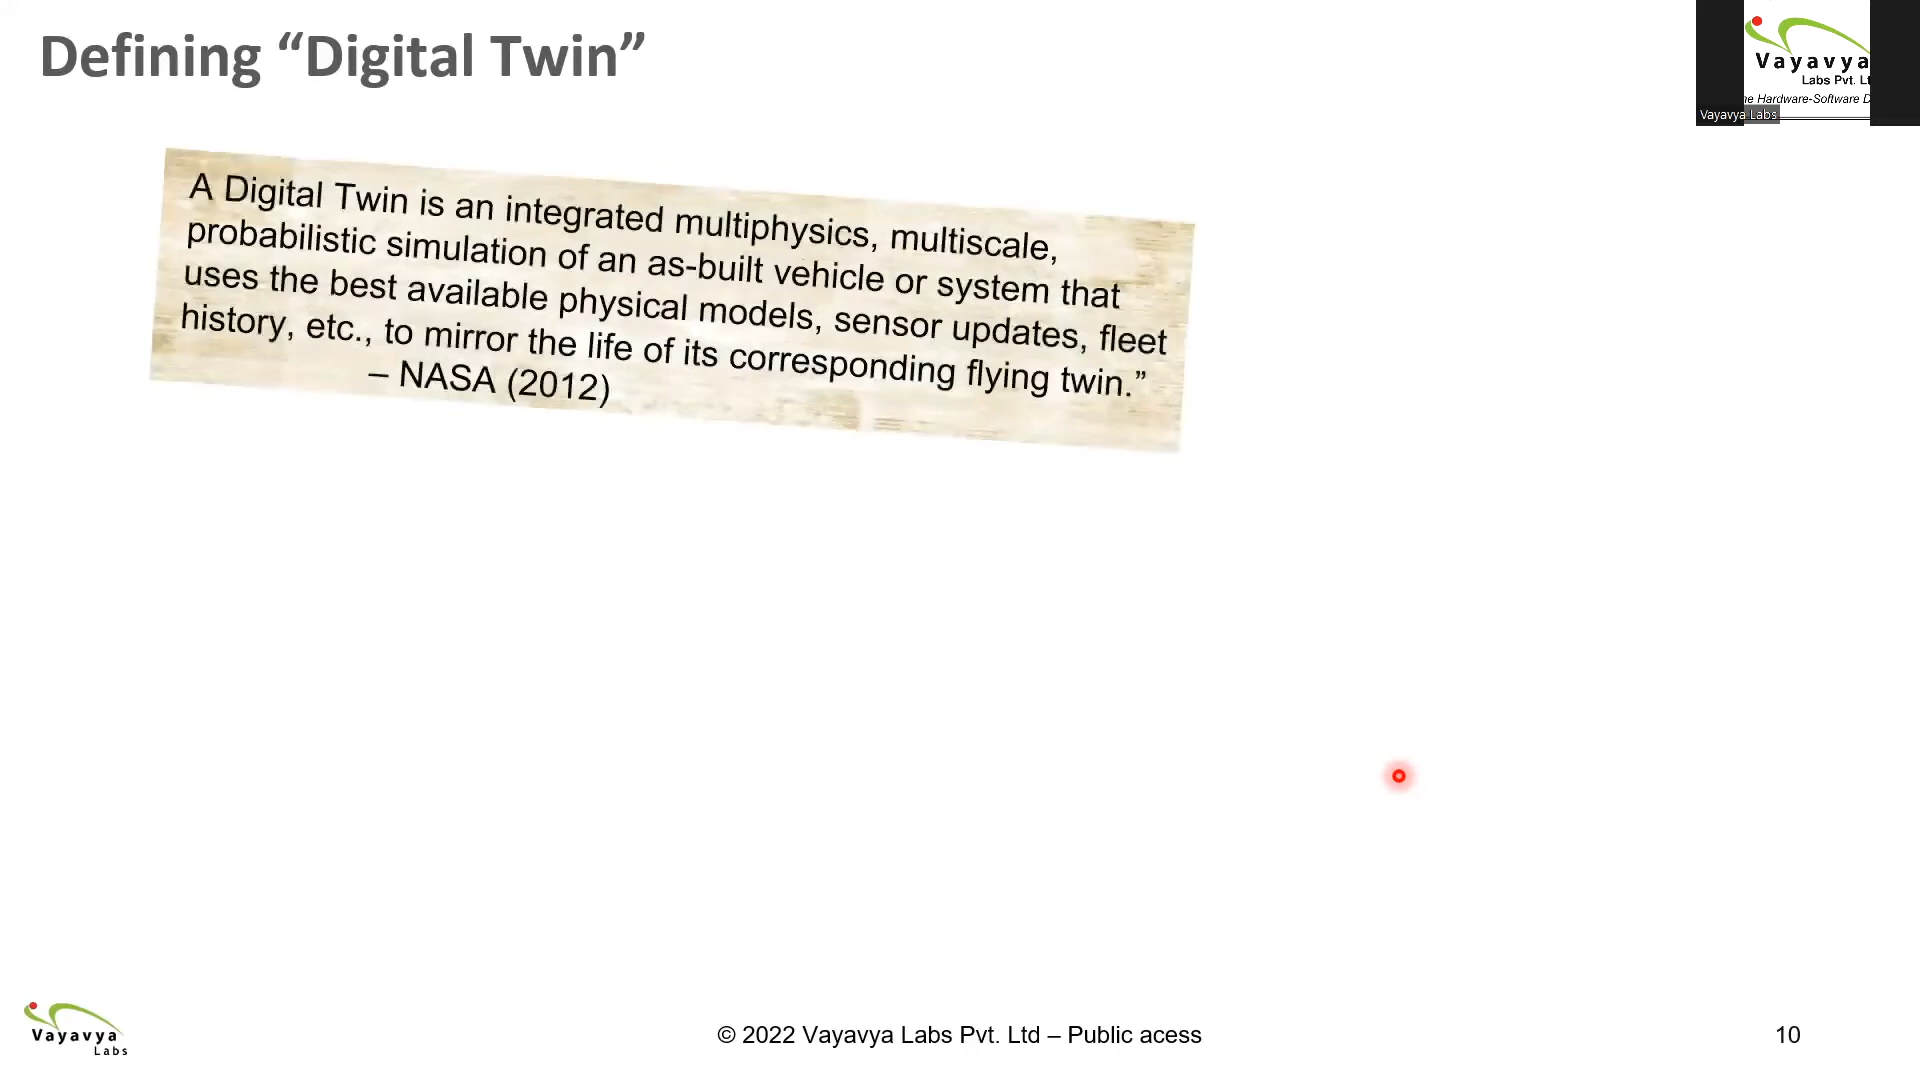 Defining “Digital Twin”
Vayavya
Labs Pvt.
Hardware-Software
Vayavya Labs
A Digital Twin is an integrated multiphysics, multiscale,
probabilistic simulation of an as-built vehicle or system that
uses the best available physical models, sensor updates, fleet
history, etc., to mirror the life of its corresponding flying twin.”
– NASA (2012)
Vayavya
Labs
© 2022 Vayavya Labs Pvt. Ltd – Public acess
10